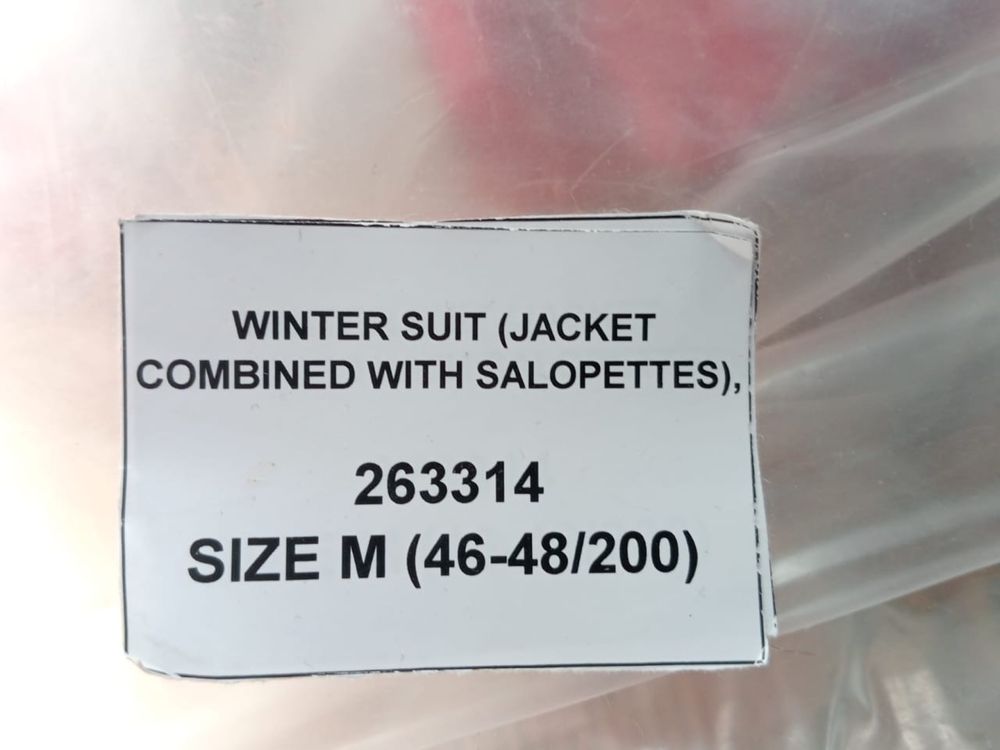 WINTER SUIT (JACKET
COMBINED WITH SALOPETTES),
263314
SIZE M (46-48/200)